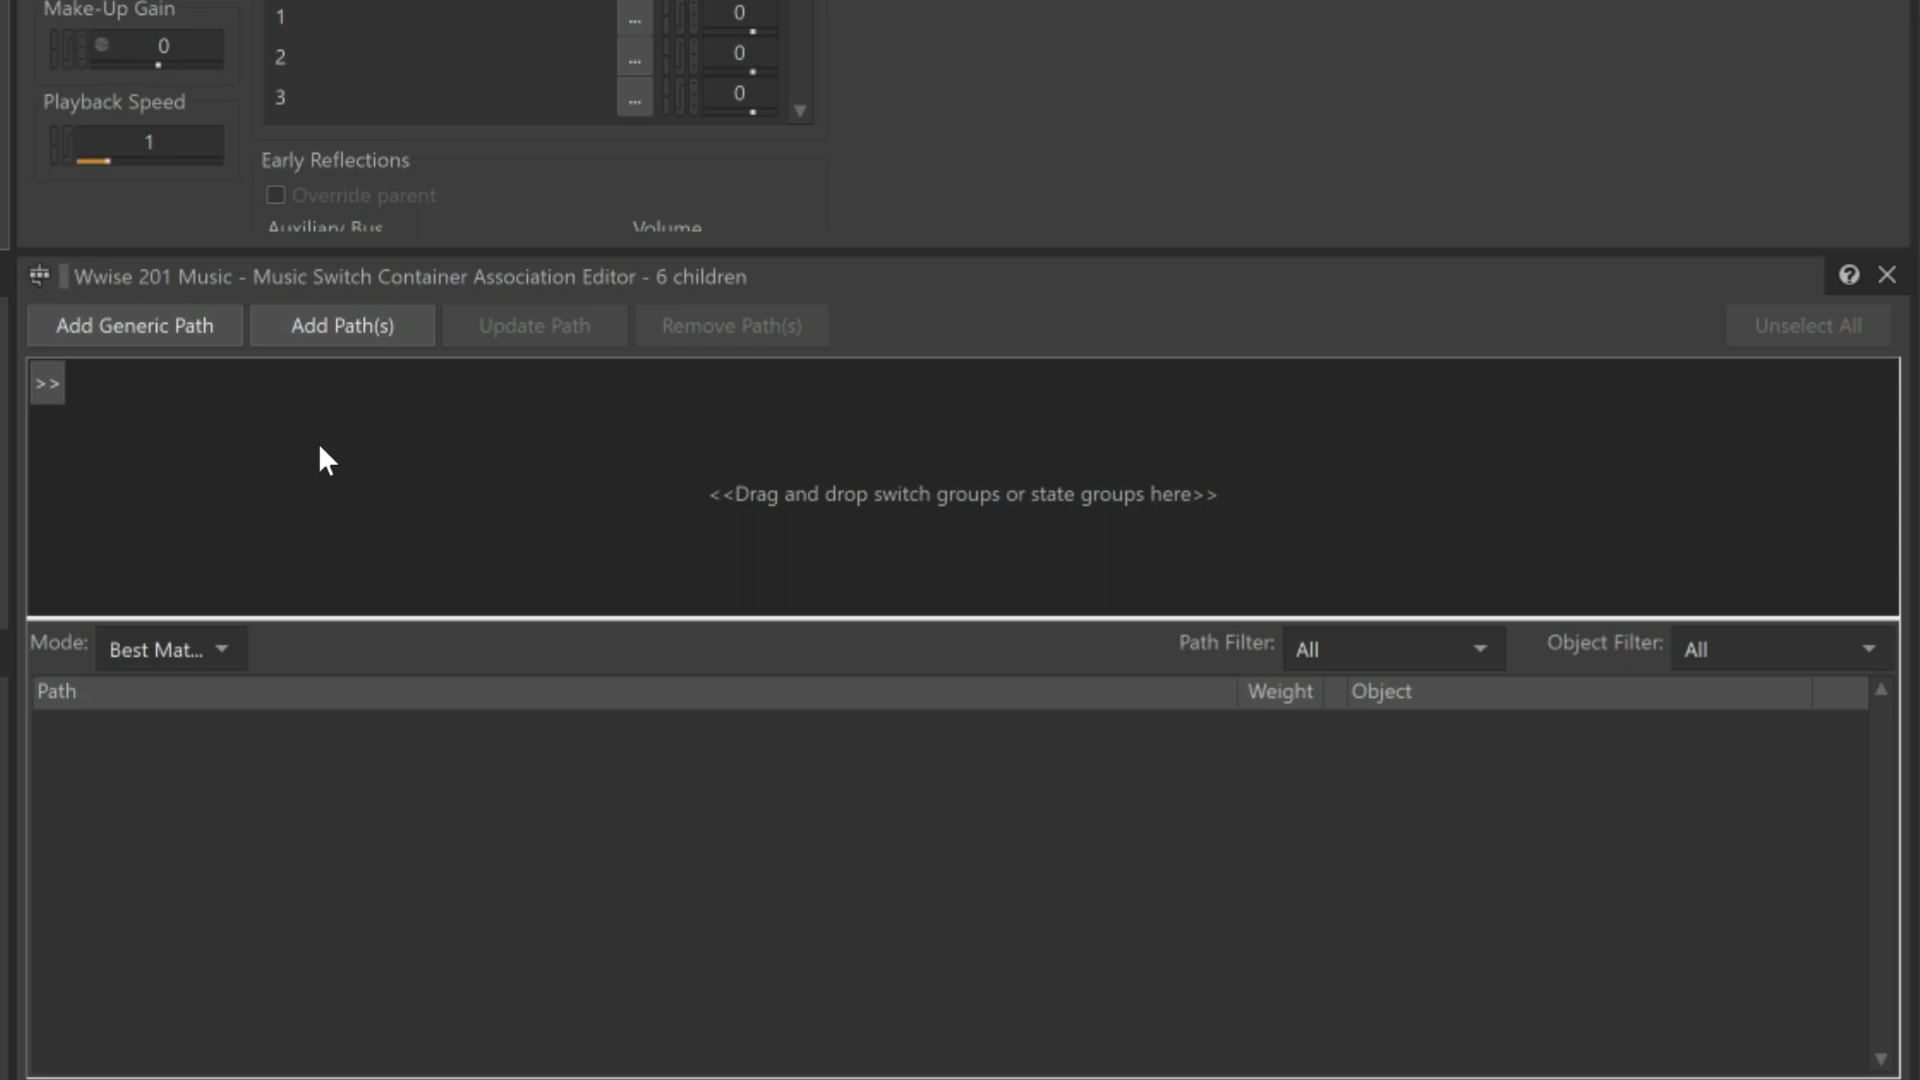 Make-Up Gain
0
Playback Speed
1
1 ... 0
2 ... 0
3 ... 0
Early Reflections
Override parent
Auxiliary Bus Volume
Wwise 201 Music - Music Switch Container Association Editor - 6 children
Add Generic Path Add Path(s) Update Path Remove Path(s) Unselect All
>>
<<Drag and drop switch groups or state groups here>>
Mode: Best Mat... Path Filter: All Object Filter: All
Path Weight Object